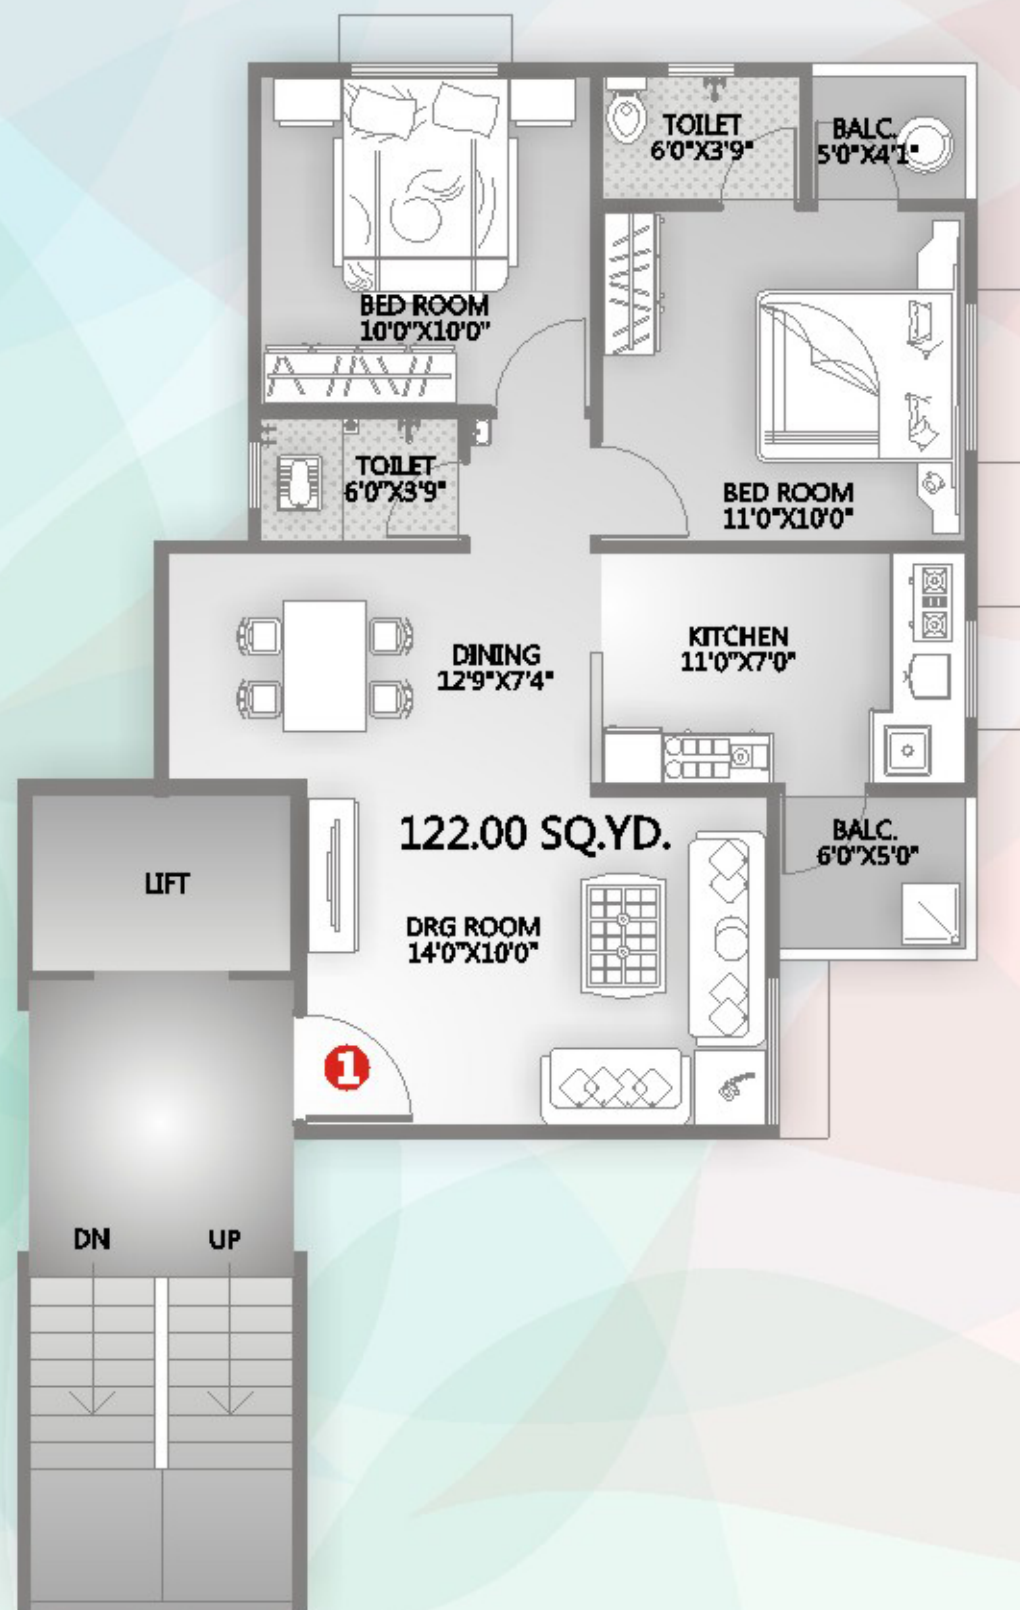 TOILET
6'0"X3'9"
BALC.
5'0"X4'1"
BED ROOM
10'0"X10'0"
TOILET
6'0"X3'9"
BED ROOM
11'0"X10'0"
DINING
12'9"X7'4"
KITCHEN
11'0"X7'0"
122.00 SQ.YD.
BALC.
6'0"X5'0"
LIFT
DRG ROOM
14'0"X10'0"
1
DN
UP